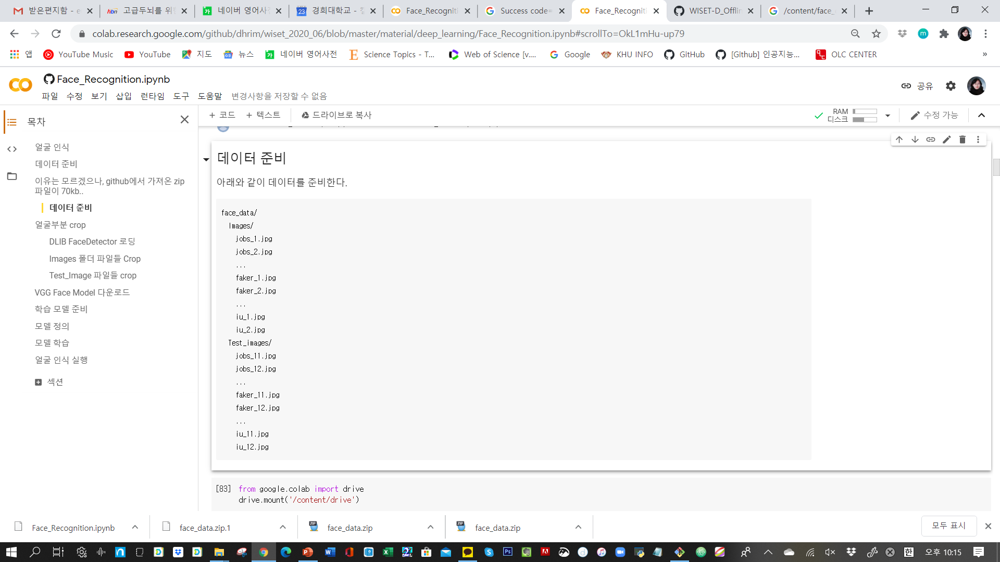 받은편지함 - e
hbn 고급두뇌를 위한
네이버 영어사전
23 경희대학교 - 캘
Face_Recogniti
Success code=
Face_Recogniti
WISET-D_Offlin
/content/face_
colab.research.google.com/github/dhrim/wiset_2020_06/blob/master/material/deep_learning/Face_Recognition.ipynb#scrollTo=OkL1mHu-up79
앱 YouTube Music YouTube 지도 뉴스 네이버 영어사전 Science Topics - T... Web of Science [v.... Google KHU INFO GitHub [Github] 인공지능... OLC CENTER »
Face_Recognition.ipynb
공유
파일 수정 보기 삽입 런타임 도구 도움말 변경사항을 저장할 수 없음
목차
+ 코드 + 텍스트 드라이브로 복사
RAM
디스크
수정 가능
얼굴 인식
데이터 준비
이유는 모르겠으나, github에서 가져온 zip
파일이 70kb..
데이터 준비
얼굴부분 crop
DLIB FaceDetector 로딩
Images 폴더 파일들 Crop
Test_Image 파일들 crop
VGG Face Model 다운로드
학습 모델 준비
모델 정의
모델 학습
얼굴 인식 실행
섹션
데이터 준비
아래와 같이 데이터를 준비한다.
face_data/
Images/
jobs_1.jpg
jobs_2.jpg
...
faker_1.jpg
faker_2.jpg
...
iu_1.jpg
iu_2.jpg
Test_images/
jobs_11.jpg
jobs_12.jpg
...
faker_11.jpg
faker_12.jpg
...
iu_11.jpg
iu_12.jpg
[83] from google.colab import drive
drive.mount('/content/drive')
Face_Recognition.ipynb
face_data.zip.1
face_data.zip
face_data.zip
모두 표시
한
오후 10:15